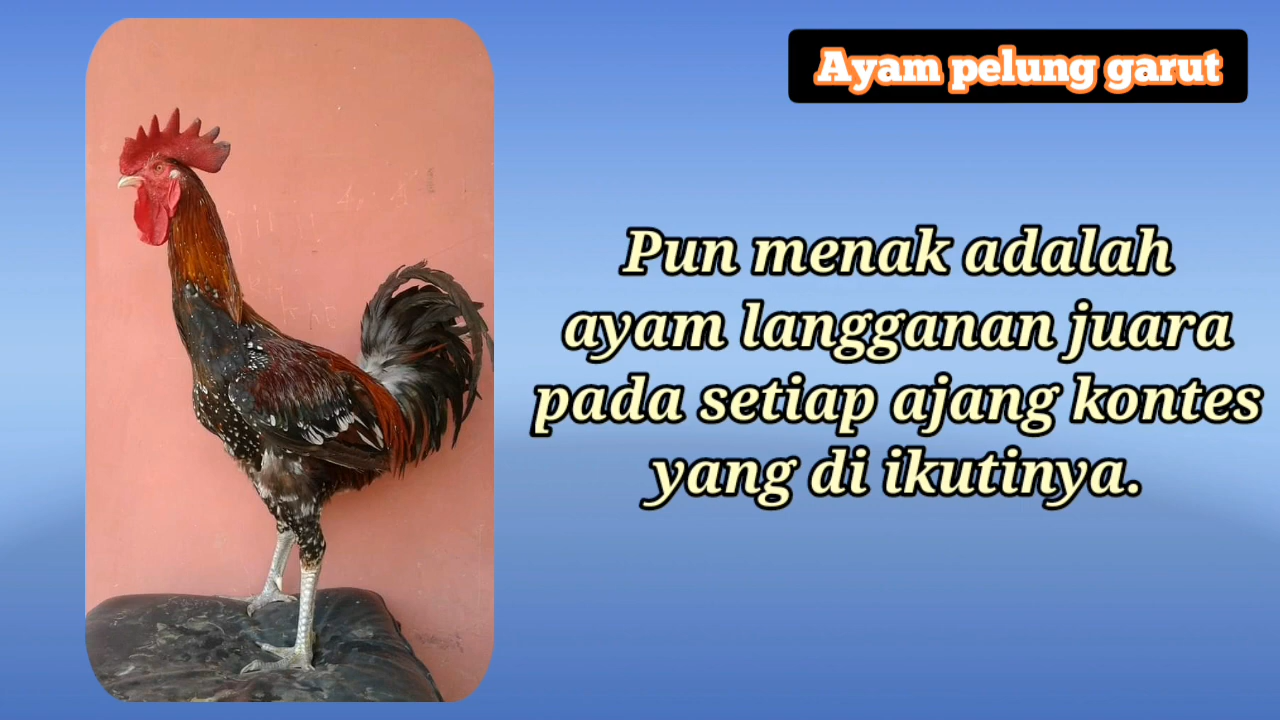 Ayam pelung garut
Pun menak adalah
ayam langganan juara
pada setiap ajang kontes
yang di ikutinya.